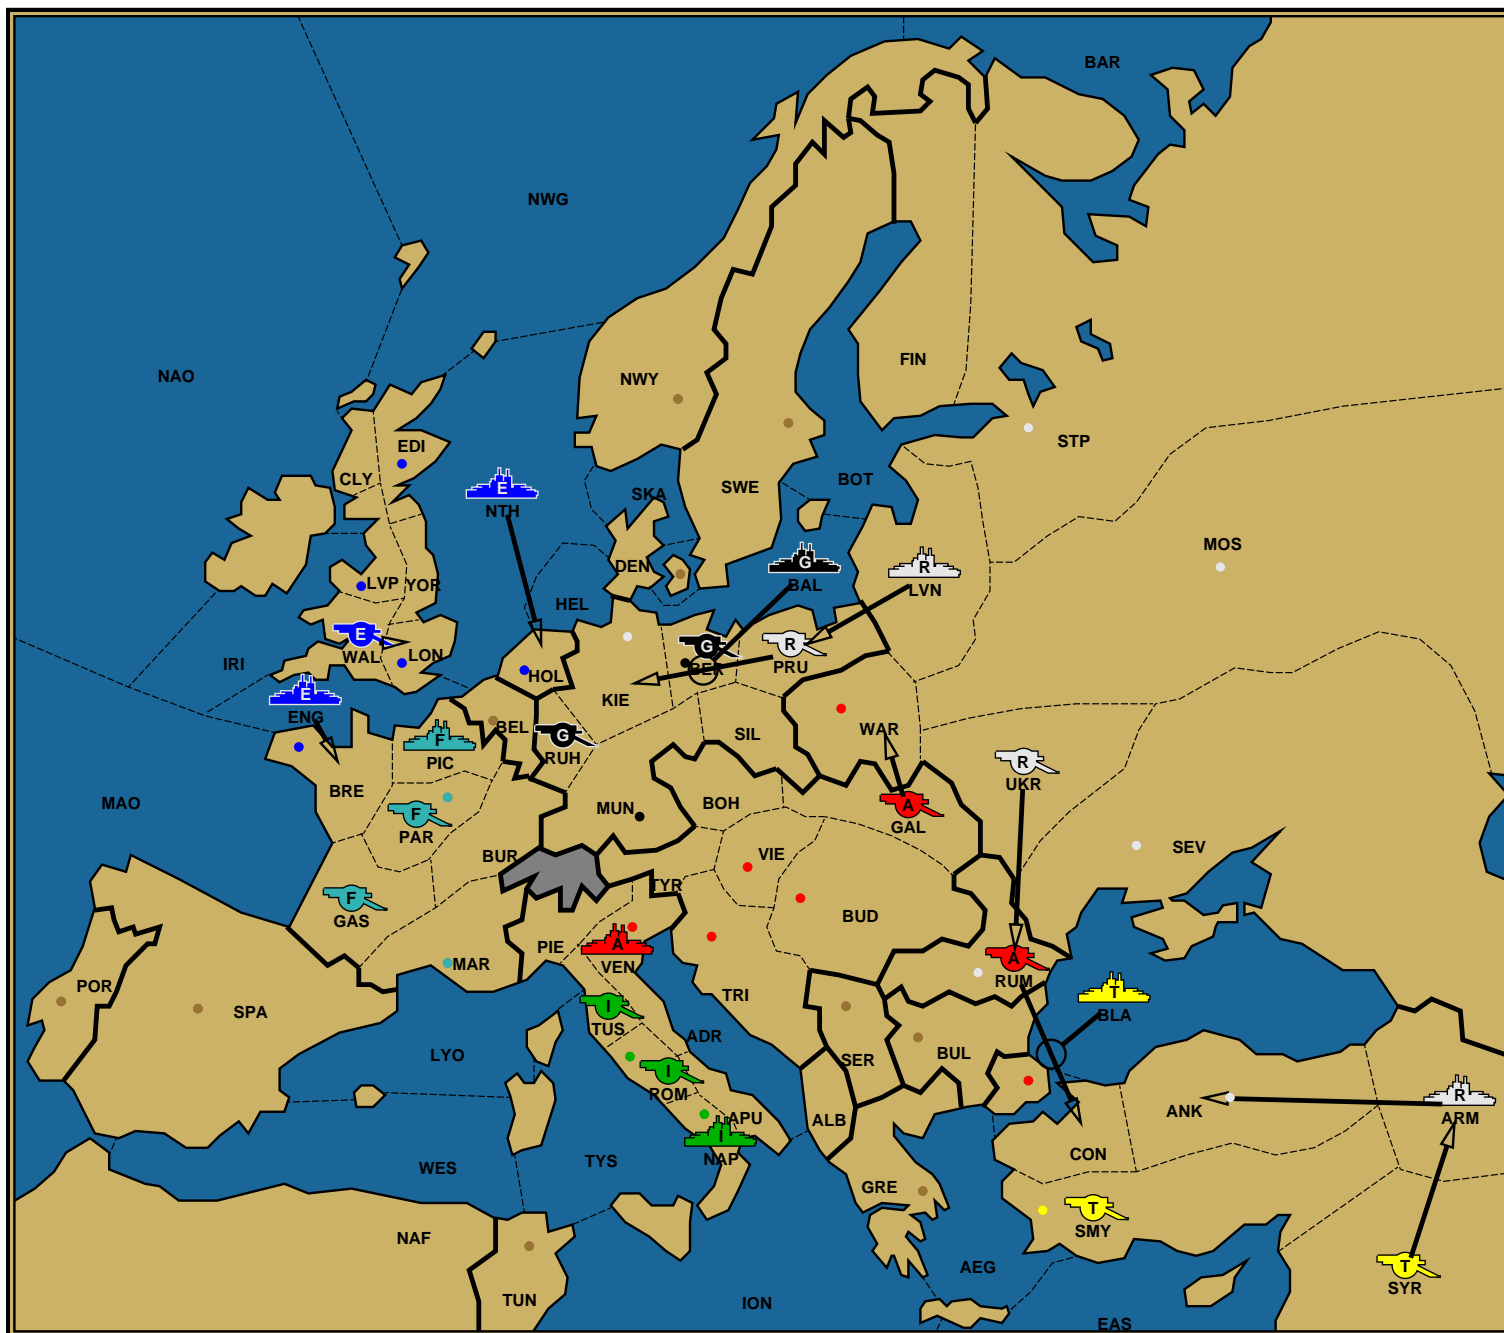 BAR
NWG
NAO
FIN
NWY
STP
EDI
CLY
SWE
BOT
SKA
E
NTH
MOS
G
BAL
R
LVN
DEN
LVP
YOR
HEL
E
WAL
LON
IRI
G
BER
R
PRU
HOL
KIE
E
ENG
BEL
F
PIC
G
RUH
SIL
WAR
R
UKR
BRE
MAO
MUN
BOH
A
GAL
F
PAR
SEV
BUR
VIE
TYR
F
GAS
BUD
PIE
A
VEN
MAR
A
RUM
POR
SPA
TRI
T
BLA
I
TUS
ADR
LYO
SER
BUL
I
ROM
R
ARM
ANK
APU
ALB
I
NAP
CON
WES
TYS
GRE
T
SMY
NAF
AEG
T
SYR
TUN
ION
EAS